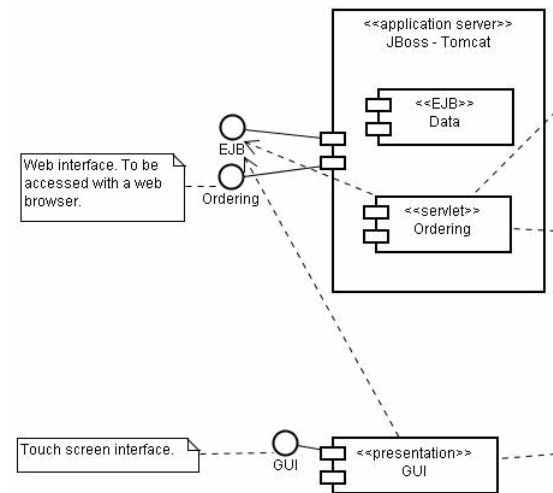 <<application server>>
JBoss - Tomcat
<<EJB>>
Data
EJB
Web interface. To be
accessed with a web
browser.
Ordering
<<servlet>>
Ordering
Touch screen interface.
GUI
<<presentation>>
GUI